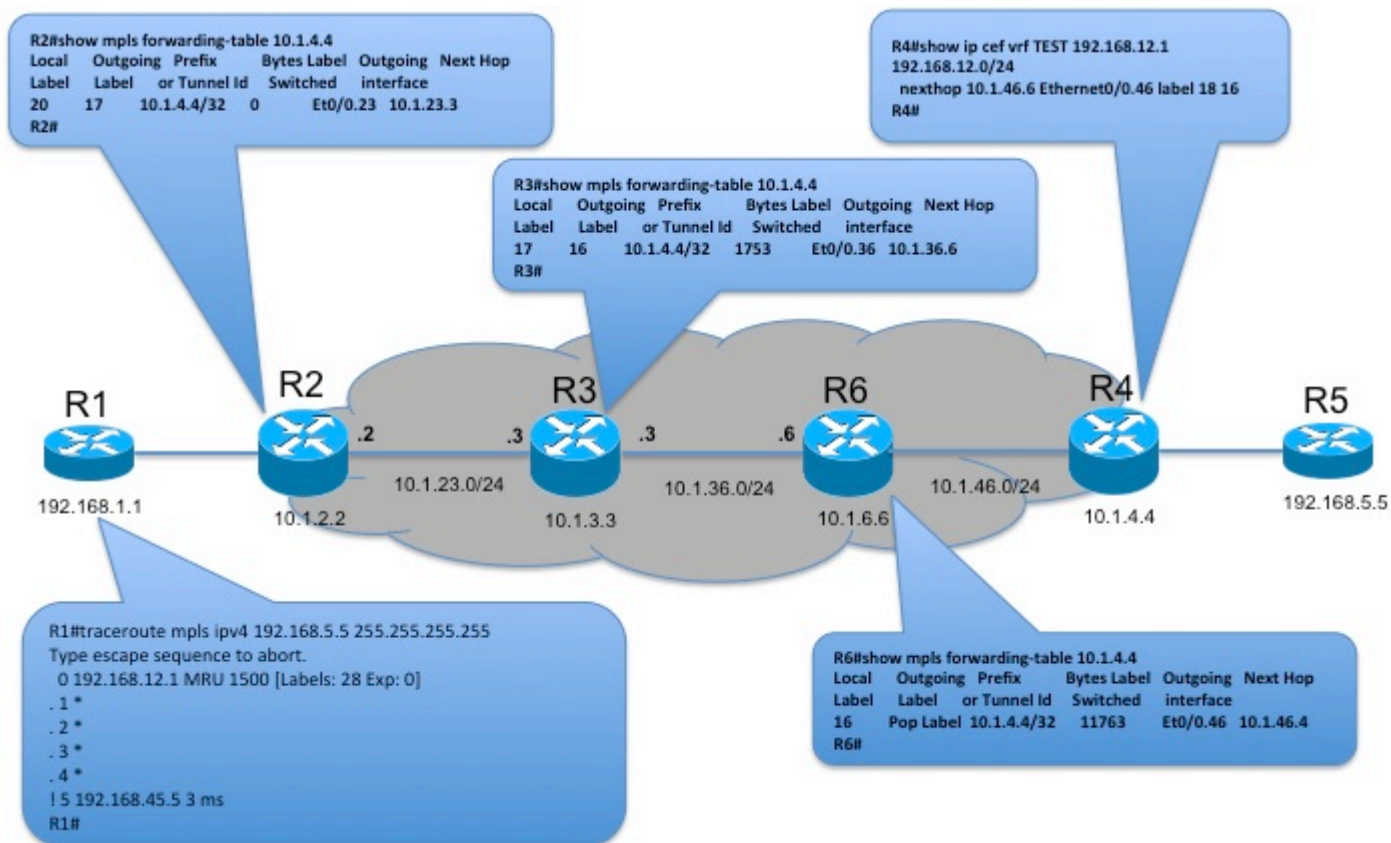 R2#show mpls forwarding-table 10.1.4.4
Local Outgoing Prefix Bytes Label Outgoing Next Hop
Label Label or Tunnel Id Switched interface
20 17 10.1.4.4/32 0 Et0/0.23 10.1.23.3
R2#
R4#show ip cef vrf TEST 192.168.12.1
192.168.12.0/24
nexthop 10.1.46.6 Ethernet0/0.46 label 18 16
R4#
R3#show mpls forwarding-table 10.1.4.4
Local Outgoing Prefix Bytes Label Outgoing Next Hop
Label Label or Tunnel Id Switched interface
17 16 10.1.4.4/32 1753 Et0/0.36 10.1.36.6
R3#
R1
R2
R3
R6
R4
R5
.2
.3
.3
.6
192.168.1.1
10.1.2.2
10.1.23.0/24
10.1.3.3
10.1.36.0/24
10.1.6.6
10.1.46.0/24
10.1.4.4
192.168.5.5
R1#traceroute mpls ipv4 192.168.5.5 255.255.255.255
Type escape sequence to abort.
0 192.168.12.1 MRU 1500 [Labels: 28 Exp: 0]
. 1 *
. 2 *
. 3 *
. 4 *
! 5 192.168.45.5 3 ms
R1#
R6#show mpls forwarding-table 10.1.4.4
Local Outgoing Prefix Bytes Label Outgoing Next Hop
Label Label or Tunnel Id Switched interface
16 Pop Label 10.1.4.4/32 11763 Et0/0.46 10.1.46.4
R6#